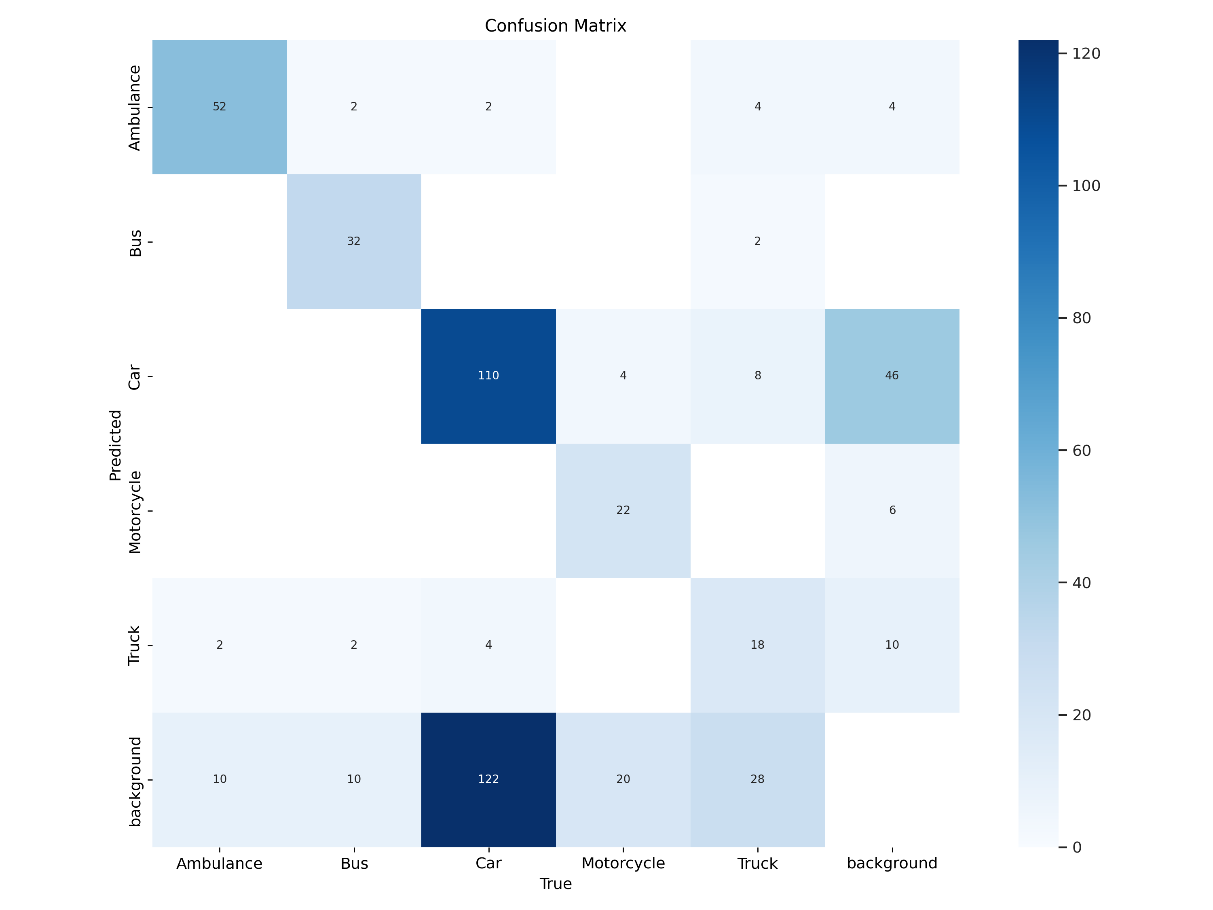 Confusion Matrix
Ambulance
52 2 2 4 4
Bus
32 2
Car
110 4 8 46
Predicted
Motorcycle
22 6
Truck
2 2 4 18 10
background
10 10 122 20 28
Ambulance Bus Car Motorcycle Truck background
True
120
100
80
60
40
20
0